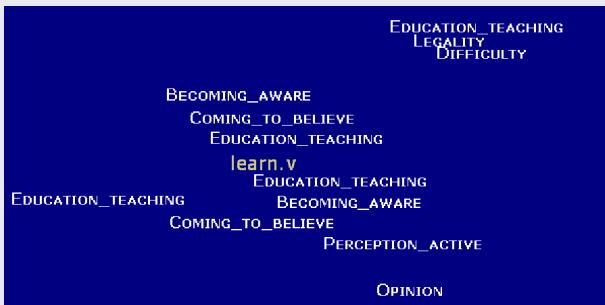 EDUCATION_TEACHING
LEGALITY
DIFFICULTY
BECOMING_AWARE
COMING_TO_BELIEVE
EDUCATION_TEACHING
learn.v
EDUCATION_TEACHING
EDUCATION_TEACHING
BECOMING_AWARE
COMING_TO_BELIEVE
PERCEPTION_ACTIVE
OPINION